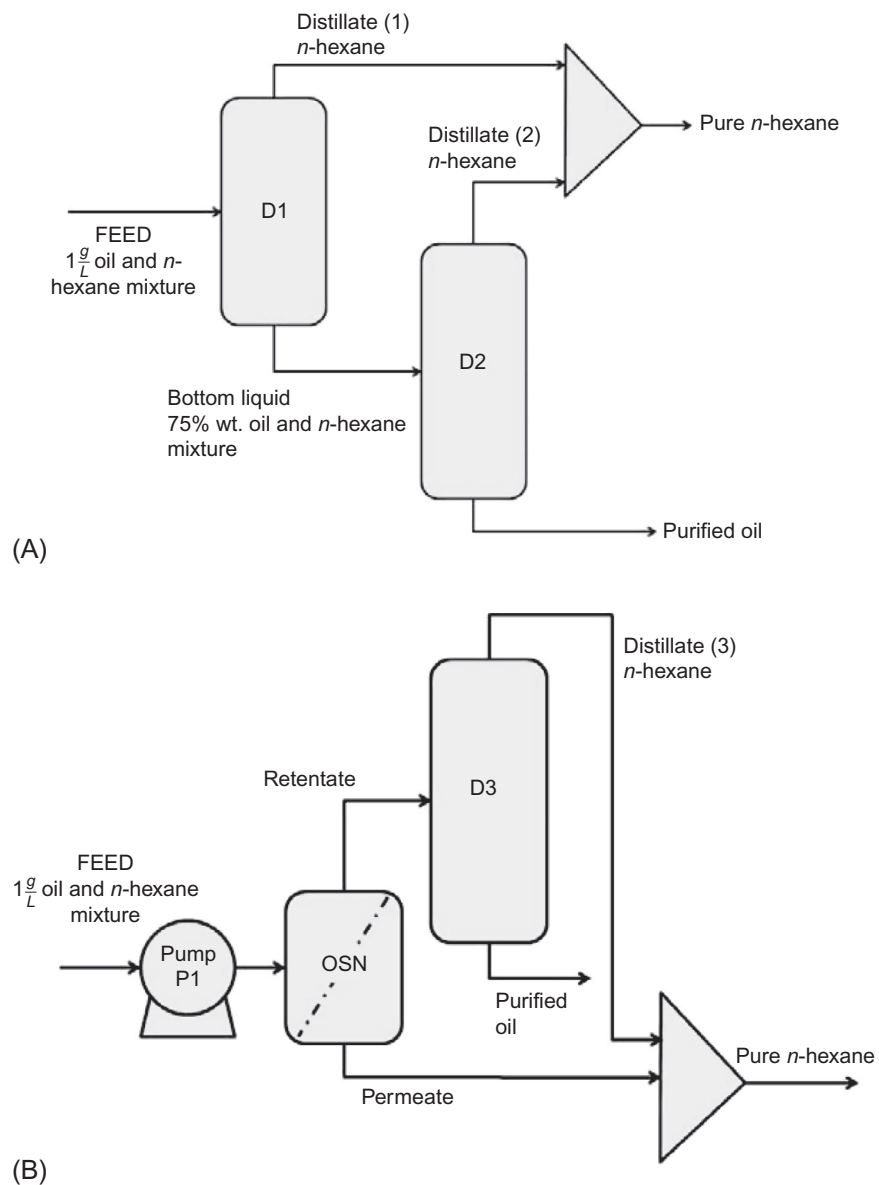 Distillate (1)
n-hexane
Pure n-hexane
Distillate (2)
n-hexane
D1
FEED
1 g/L oil and n-
hexane mixture
D2
Bottom liquid
75% wt. oil and n-hexane
mixture
Purified oil
(A)
Distillate (3)
n-hexane
Retentate
D3
FEED
1 g/L oil and n-hexane
mixture
Pump
P1
OSN
Purified
oil
Pure n-hexane
Permeate
(B)